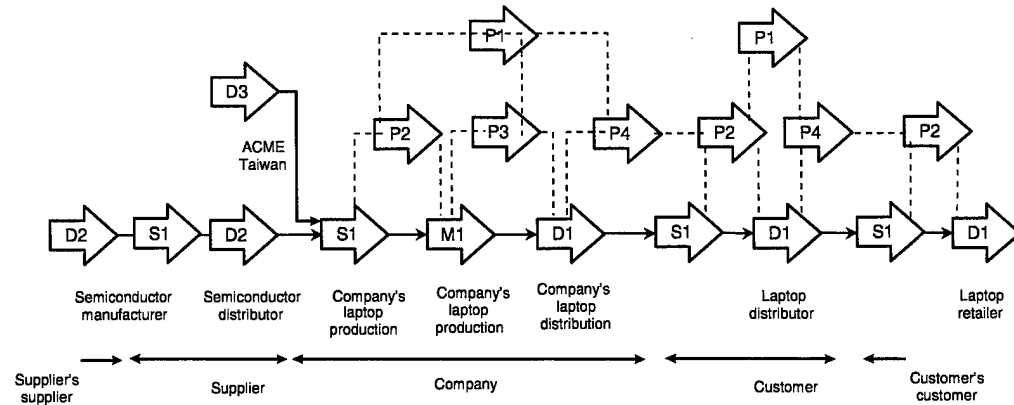 P1
P1
D3
P2
P3
P4
P2
P4
P2
ACME
Taiwan
D2
S1
D2
S1
M1
D1
S1
D1
S1
D1
Semiconductor
manufacturer
Semiconductor
distributor
Company's
laptop
production
Company's
laptop
production
Company's
laptop
distribution
Laptop
distributor
Laptop
retailer
Supplier's
supplier
Supplier
Company
Customer
Customer's
customer